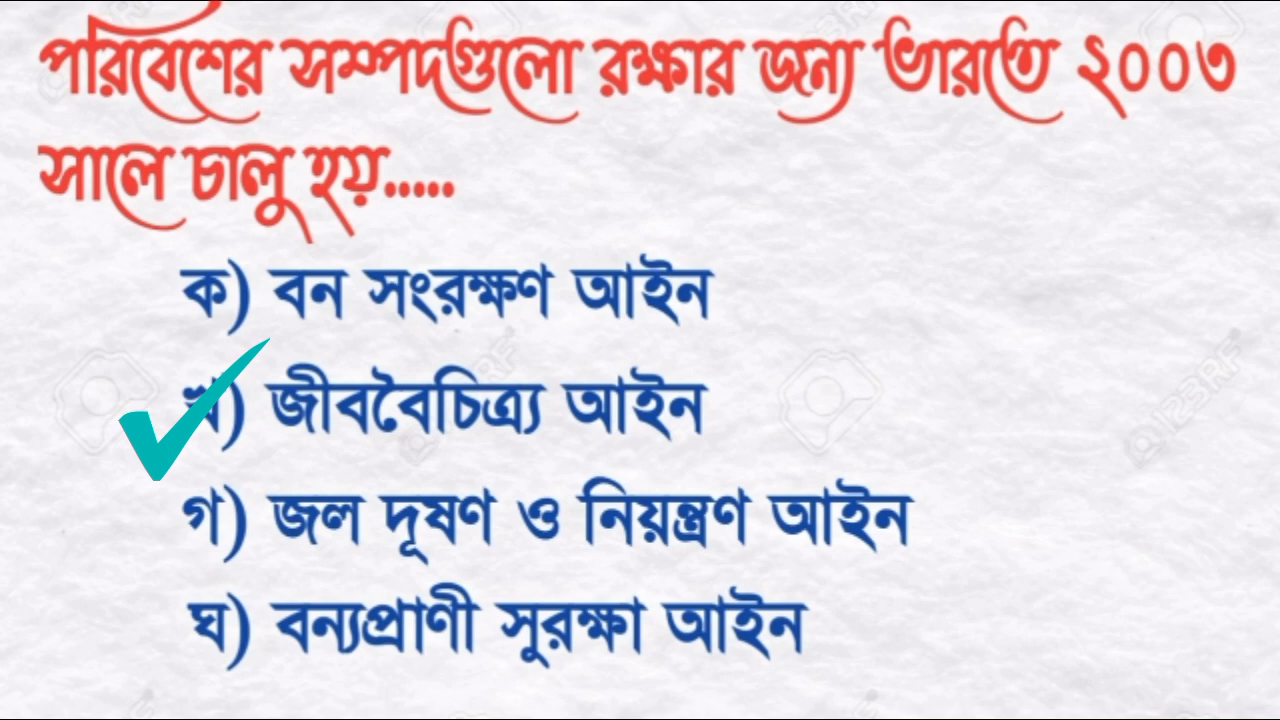 পরিবেশের সম্পদগুলো রক্ষার জন্য ভারতে ২০০৩
সালে চালু হয়.....
ক) বন সংরক্ষণ আইন
খ) জীববৈচিত্র্য আইন
গ) জল দূষণ ও নিয়ন্ত্রণ আইন
ঘ) বন্যপ্রাণী সুরক্ষা আইন
123RF